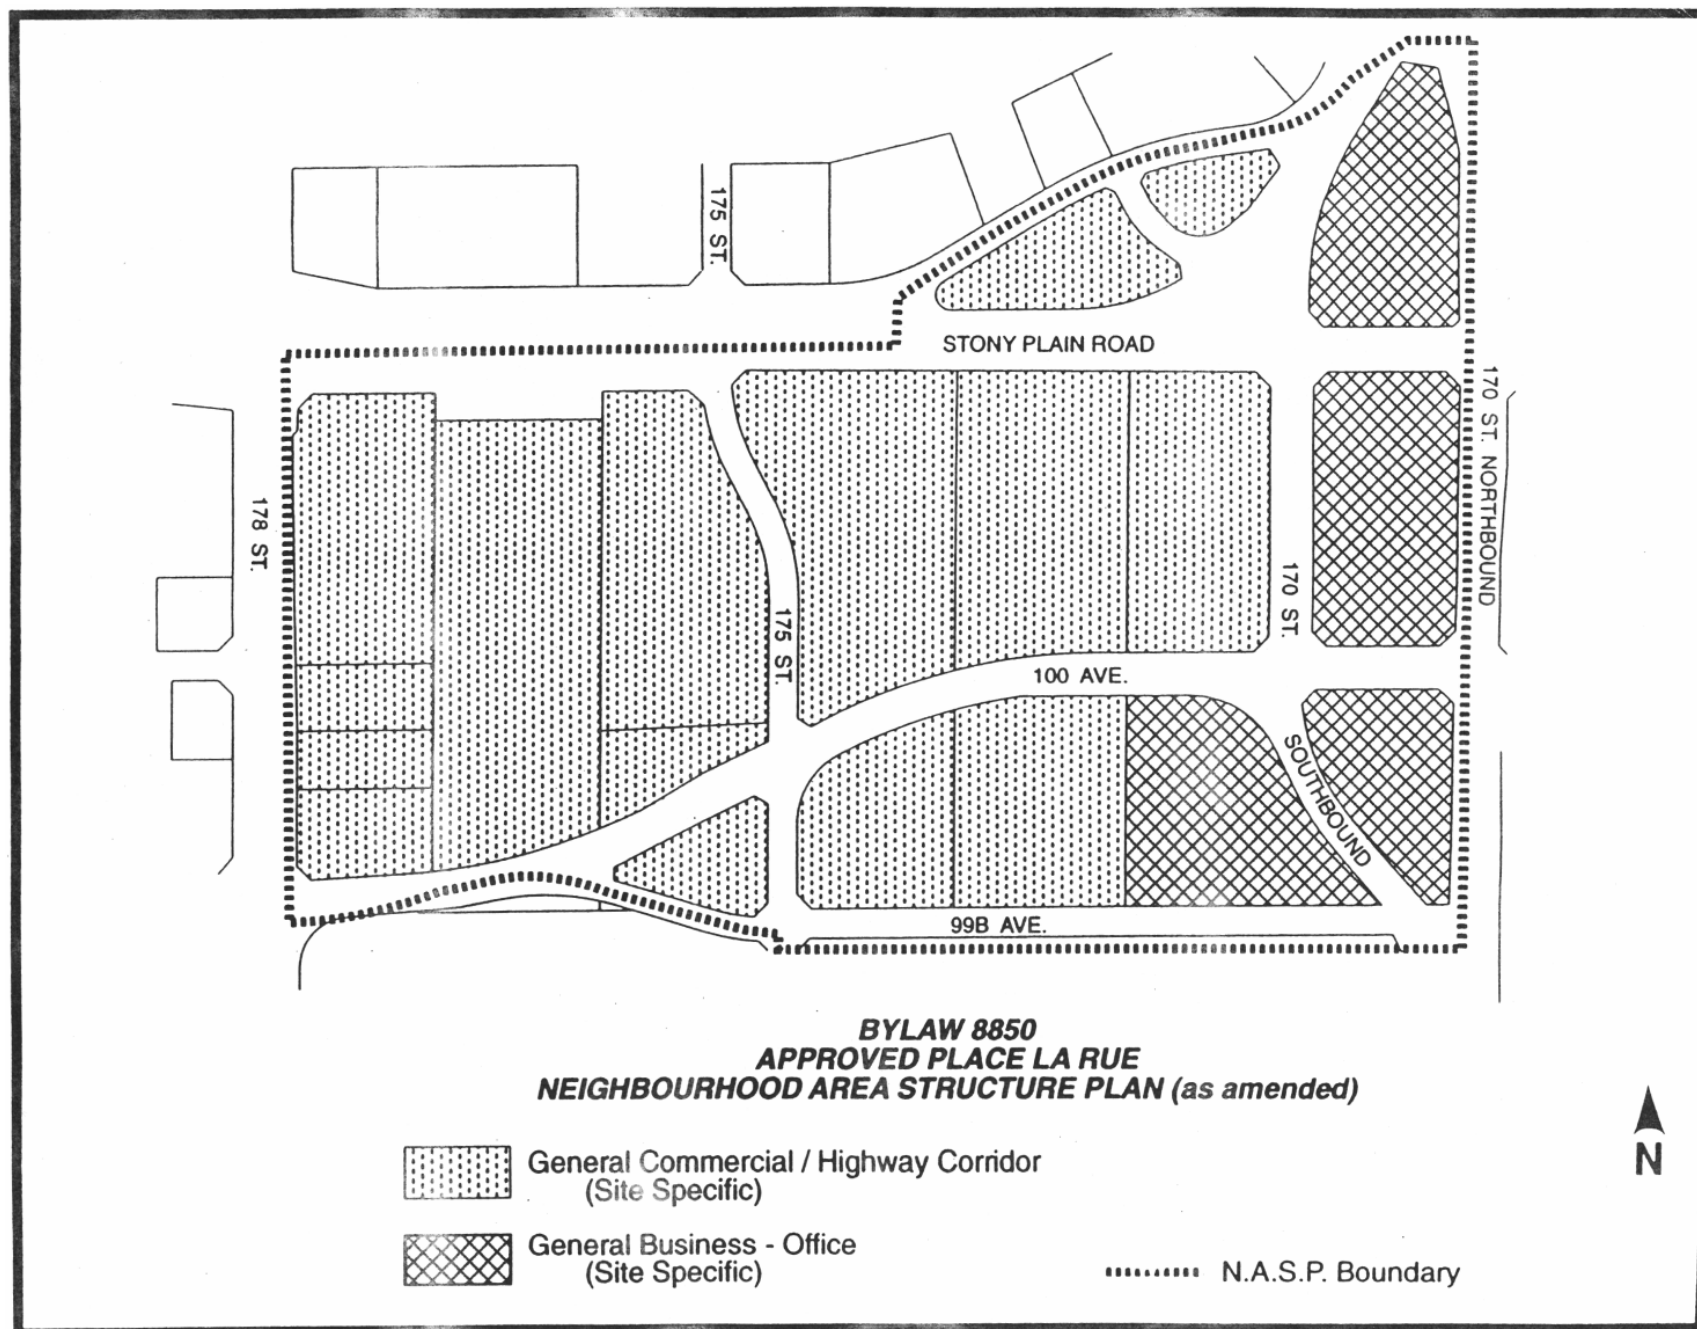 175 ST.
STONY PLAIN ROAD
170 ST. NORTHBOUND
178 ST.
175 ST.
170 ST.
100 AVE.
SOUTHBOUND
99B AVE.
BYLAW 8850
APPROVED PLACE LA RUE
NEIGHBOURHOOD AREA STRUCTURE PLAN (as amended)
General Commercial / Highway Corridor
(Site Specific)
General Business - Office
(Site Specific)
N.A.S.P. Boundary
N